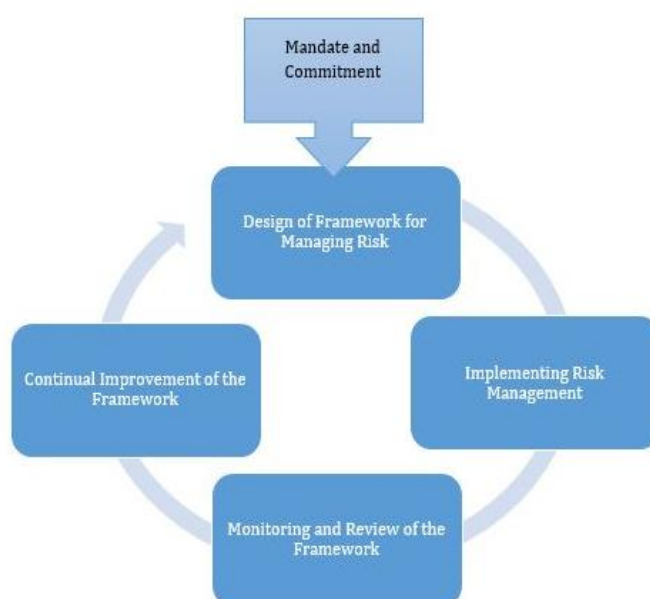 Mandate and
Commitment
Design of Framework for
Managing Risk
Implementing Risk
Management
Monitoring and Review of the
Framework
Continual Improvement of the
Framework